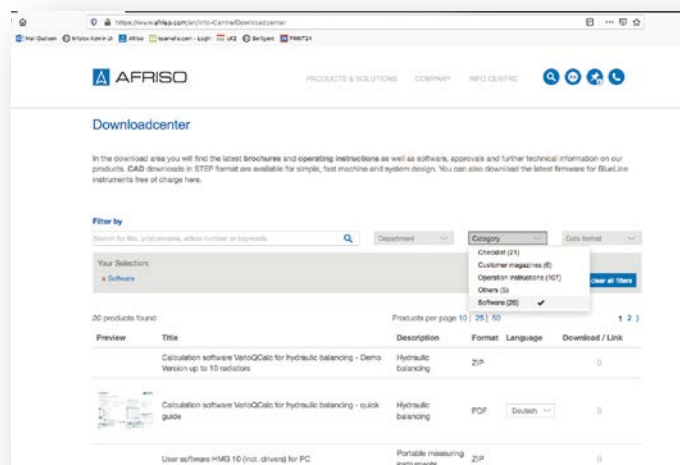 https://www.afriso.com/en/Info-Centre/Downloadcenter
Mail Outlook Infolox Admin UI Afriso teamelio.com - Login LKZ
AFRISO
PRODUCTS & SOLUTIONS COMPANY INFO CENTRE
Downloadcenter
In the download area you will find the latest brochures and operating instructions as well as software, approvals and further technical information on our
products. CAD downloads in STEP format are available for simple, fast machine and system design. You can also download the latest firmware for BlueLine
instruments free of charge here.
Filter by
Search for title, productname, article number or keywords Department Category Data format
Your Selection:
x Software
clear all filters
Checklist (21)
Customer magazines (6)
Operation instructions (107)
Others (5)
Software (20)
20 products found Products per page 10 | 25 | 50 1 2
Preview Title Description Format Language Download / Link
Calculation software VarioQCalc for hydraulic balancing - Demo
Version up to 10 radiators
Hydraulic
balancing
ZIP
Calculation software VarioQCalc for hydraulic balancing - quick
guide
Hydraulic
balancing
PDF Deutsch
User software HMG 10 (incl. drivers) for PC
Portable measuring
instruments
ZIP